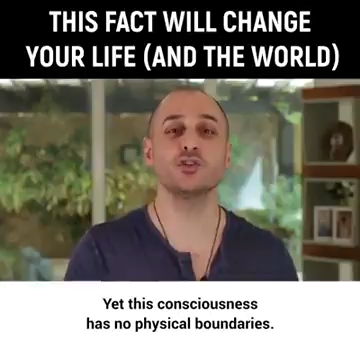 THIS FACT WILL CHANGE
YOUR LIFE (AND THE WORLD)
Yet this consciousness
has no physical boundaries.